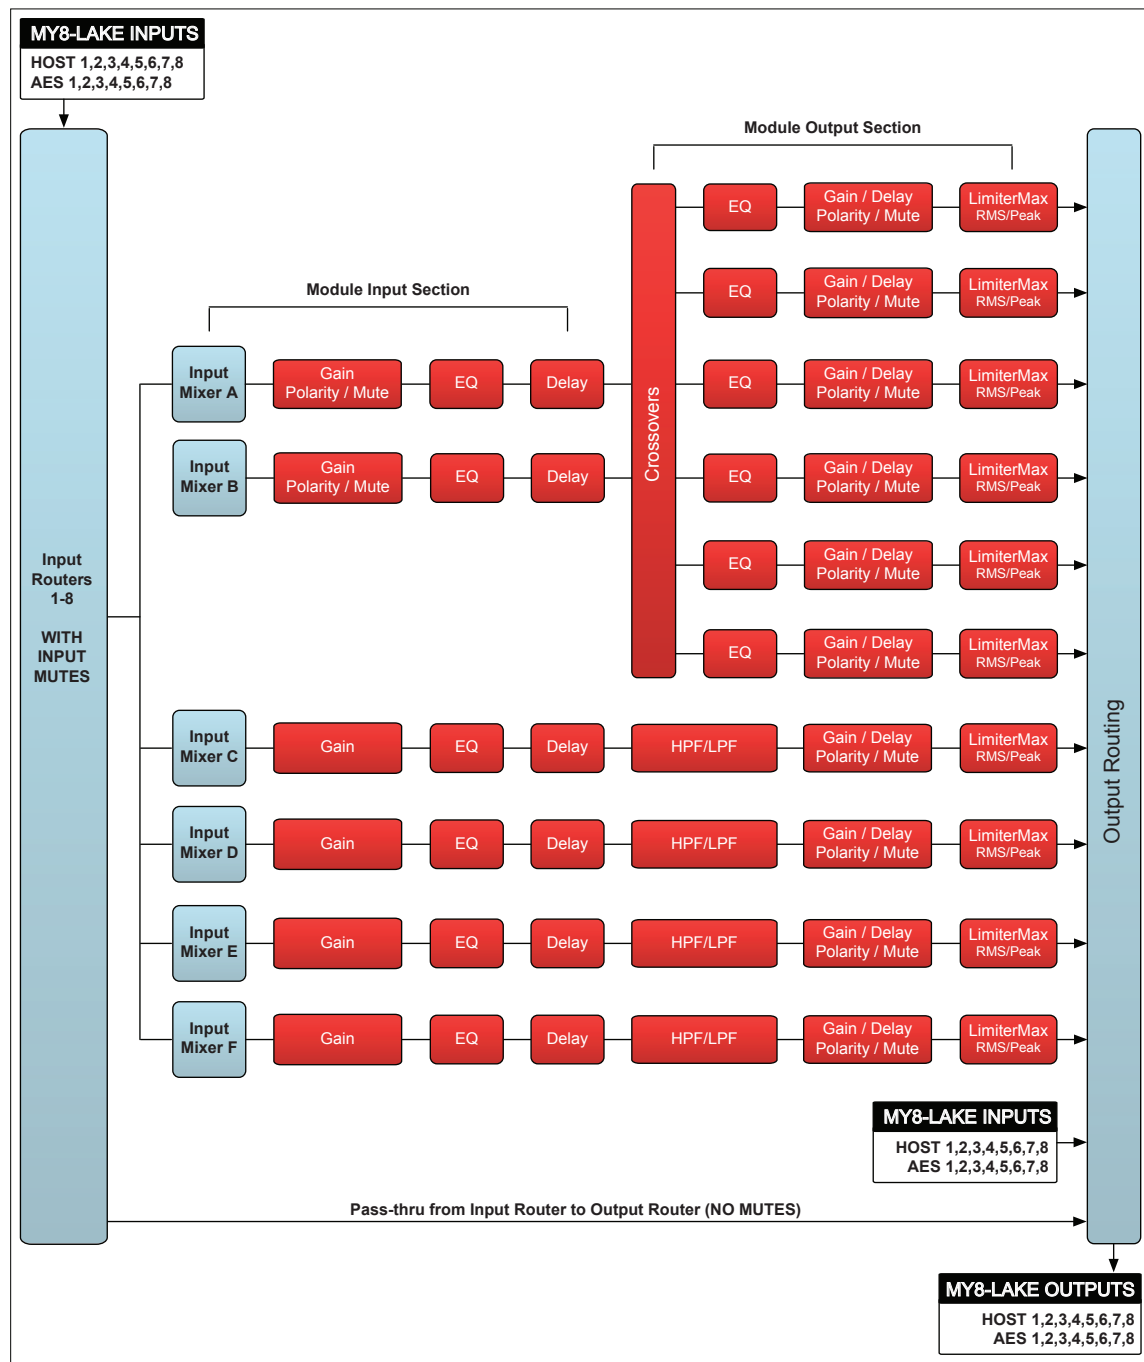 MY8-LAKE INPUTS
HOST 1,2,3,4,5,6,7,8
AES 1,2,3,4,5,6,7,8
Module Output Section
EQ
Gain / Delay
Polarity / Mute
LimiterMax
RMS/Peak
EQ
Gain / Delay
Polarity / Mute
LimiterMax
RMS/Peak
Module Input Section
Input
Mixer A
Gain
Polarity / Mute
EQ
Delay
Crossovers
EQ
Gain / Delay
Polarity / Mute
LimiterMax
RMS/Peak
Input
Mixer B
Gain
Polarity / Mute
EQ
Delay
EQ
Gain / Delay
Polarity / Mute
LimiterMax
RMS/Peak
Input
Routers
1-8
WITH
INPUT
MUTES
EQ
Gain / Delay
Polarity / Mute
LimiterMax
RMS/Peak
EQ
Gain / Delay
Polarity / Mute
LimiterMax
RMS/Peak
Input
Mixer C
Gain
EQ
Delay
HPF/LPF
Gain / Delay
Polarity / Mute
LimiterMax
RMS/Peak
Output Routing
Input
Mixer D
Gain
EQ
Delay
HPF/LPF
Gain / Delay
Polarity / Mute
LimiterMax
RMS/Peak
Input
Mixer E
Gain
EQ
Delay
HPF/LPF
Gain / Delay
Polarity / Mute
LimiterMax
RMS/Peak
Input
Mixer F
Gain
EQ
Delay
HPF/LPF
Gain / Delay
Polarity / Mute
LimiterMax
RMS/Peak
MY8-LAKE INPUTS
HOST 1,2,3,4,5,6,7,8
AES 1,2,3,4,5,6,7,8
Pass-thru from Input Router to Output Router (NO MUTES)
MY8-LAKE OUTPUTS
HOST 1,2,3,4,5,6,7,8
AES 1,2,3,4,5,6,7,8